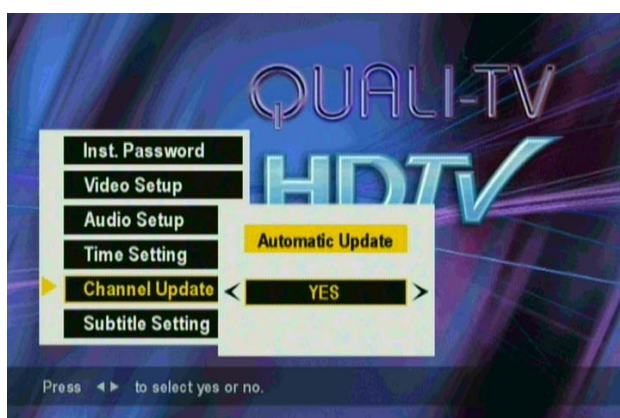 QUALI-TV
HDTV
Inst. Password
Video Setup
Audio Setup
Time Setting
Channel Update
Subtitle Setting
Automatic Update
< YES >
Press ◄► to select yes or no.